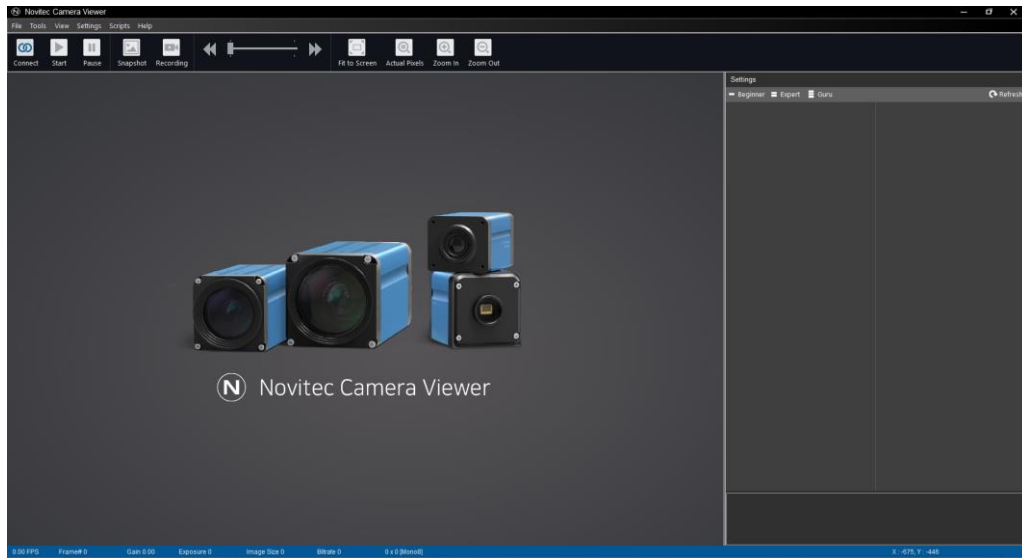 Novitec Camera Viewer
File Tools View Settings Scripts Help
Connect Start Pause Snapshot Recording Fit to Screen Actual Pixels Zoom In Zoom Out
Settings
Beginner Expert Guru Refresh
N Novitec Camera Viewer
0.00 FPS Frame# 0 Gain 0.00 Exposure 0 Image Size 0 Bitrate 0 0 x 0 [Mono8] X : -675, Y : -446